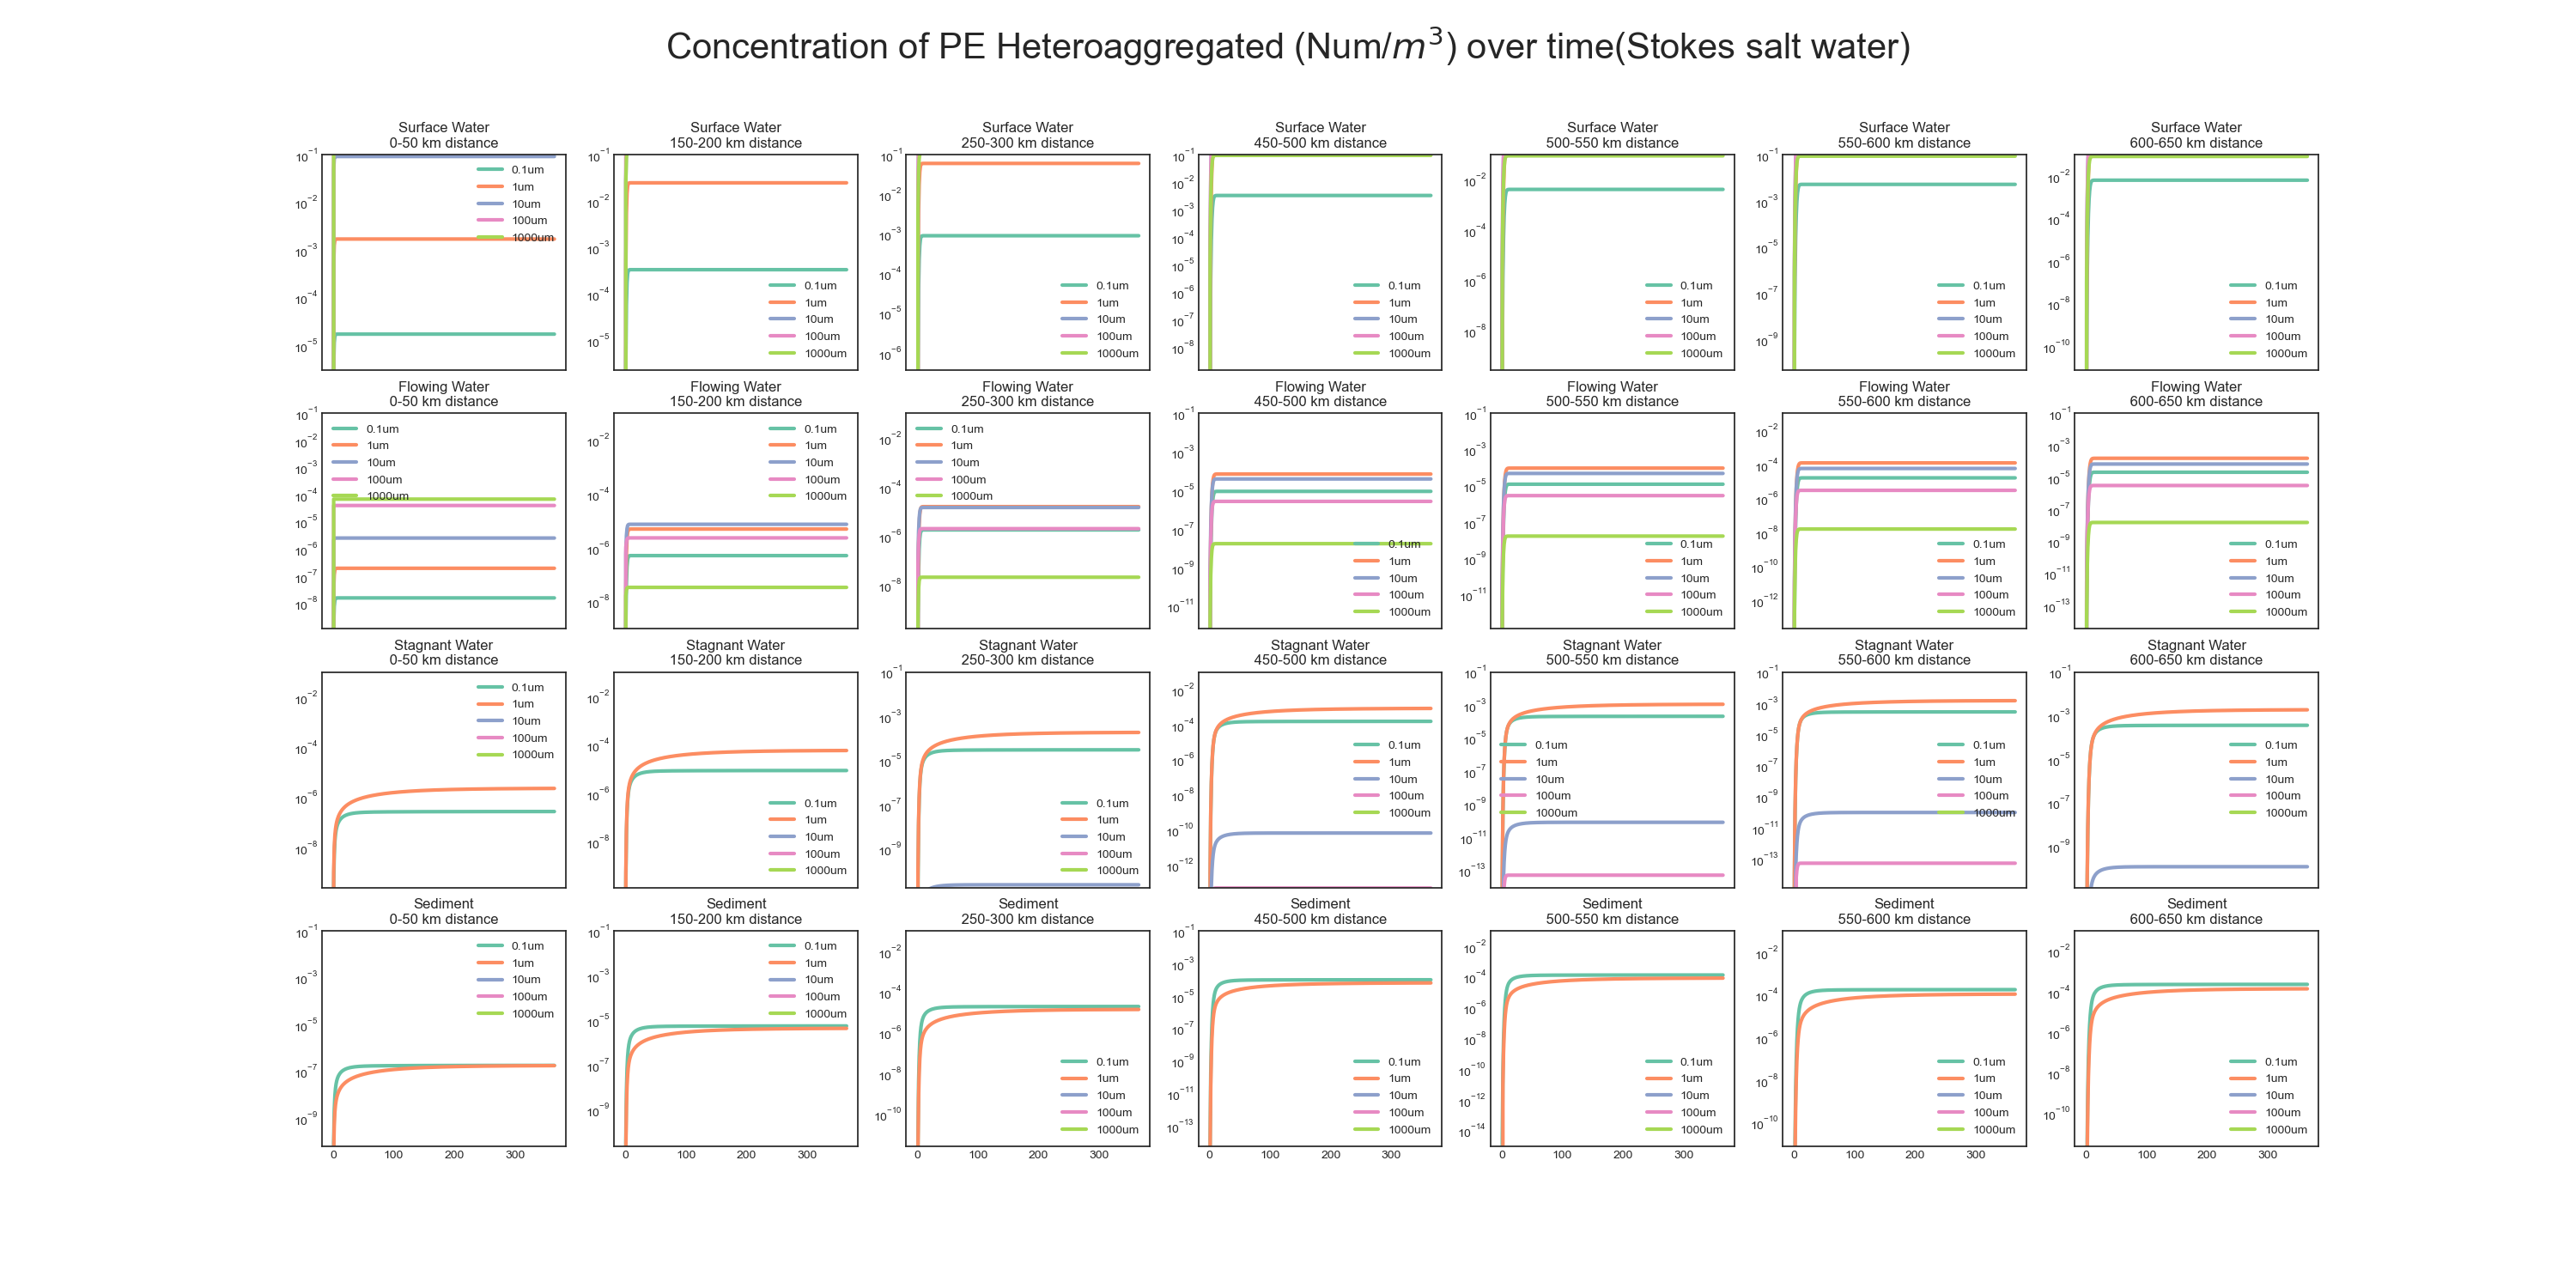 Concentration of PE Heteroaggregated (Num/m³) over time(Stokes salt water)
Surface Water
0-50 km distance
10⁻¹
10⁻²
10⁻³
10⁻⁴
10⁻⁵
0.1um
1um
10um
100um
1000um
Surface Water
150-200 km distance
10⁻¹
10⁻²
10⁻³
10⁻⁴
10⁻⁵
0.1um
1um
10um
100um
1000um
Surface Water
250-300 km distance
10⁻¹
10⁻²
10⁻³
10⁻⁴
10⁻⁵
10⁻⁶
0.1um
1um
10um
100um
1000um
Surface Water
450-500 km distance
10⁻¹
10⁻²
10⁻³
10⁻⁴
10⁻⁵
10⁻⁶
10⁻⁷
10⁻⁸
0.1um
1um
10um
100um
1000um
Surface Water
500-550 km distance
10⁻²
10⁻⁴
10⁻⁶
10⁻⁸
0.1um
1um
10um
100um
1000um
Surface Water
550-600 km distance
10⁻¹
10⁻³
10⁻⁵
10⁻⁷
10⁻⁹
0.1um
1um
10um
100um
1000um
Surface Water
600-650 km distance
10⁻²
10⁻⁴
10⁻⁶
10⁻⁸
10⁻¹⁰
0.1um
1um
10um
100um
1000um
Flowing Water
0-50 km distance
10⁻¹
10⁻²
10⁻³
10⁻⁴
10⁻⁵
10⁻⁶
10⁻⁷
10⁻⁸
0.1um
1um
10um
100um
1000um
Flowing Water
150-200 km distance
10⁻²
10⁻⁴
10⁻⁶
10⁻⁸
0.1um
1um
10um
100um
1000um
Flowing Water
250-300 km distance
10⁻²
10⁻⁴
10⁻⁶
10⁻⁸
0.1um
1um
10um
100um
1000um
Flowing Water
450-500 km distance
10⁻¹
10⁻³
10⁻⁵
10⁻⁷
10⁻⁹
10⁻¹¹
0.1um
1um
10um
100um
1000um
Flowing Water
500-550 km distance
10⁻¹
10⁻³
10⁻⁵
10⁻⁷
10⁻⁹
10⁻¹¹
0.1um
1um
10um
100um
1000um
Flowing Water
550-600 km distance
10⁻²
10⁻⁴
10⁻⁶
10⁻⁸
10⁻¹⁰
10⁻¹²
0.1um
1um
10um
100um
1000um
Flowing Water
600-650 km distance
10⁻¹
10⁻³
10⁻⁵
10⁻⁷
10⁻⁹
10⁻¹¹
10⁻¹³
0.1um
1um
10um
100um
1000um
Stagnant Water
0-50 km distance
10⁻²
10⁻⁴
10⁻⁶
10⁻⁸
0.1um
1um
10um
100um
1000um
Stagnant Water
150-200 km distance
10⁻²
10⁻⁴
10⁻⁶
10⁻⁸
0.1um
1um
10um
100um
1000um
Stagnant Water
250-300 km distance
10⁻¹
10⁻³
10⁻⁵
10⁻⁷
10⁻⁹
0.1um
1um
10um
100um
1000um
Stagnant Water
450-500 km distance
10⁻²
10⁻⁴
10⁻⁶
10⁻⁸
10⁻¹⁰
10⁻¹²
0.1um
1um
10um
100um
1000um
Stagnant Water
500-550 km distance
10⁻¹
10⁻³
10⁻⁵
10⁻⁷
10⁻⁹
10⁻¹¹
10⁻¹³
0.1um
1um
10um
100um
1000um
Stagnant Water
550-600 km distance
10⁻¹
10⁻³
10⁻⁵
10⁻⁷
10⁻⁹
10⁻¹¹
10⁻¹³
0.1um
1um
10um
100um
1000um
Stagnant Water
600-650 km distance
10⁻¹
10⁻³
10⁻⁵
10⁻⁷
10⁻⁹
0.1um
1um
10um
100um
1000um
Sediment
0-50 km distance
10⁻¹
10⁻³
10⁻⁵
10⁻⁷
10⁻⁹
0.1um
1um
10um
100um
1000um
0 100 200 300
Sediment
150-200 km distance
10⁻¹
10⁻³
10⁻⁵
10⁻⁷
10⁻⁹
0.1um
1um
10um
100um
1000um
0 100 200 300
Sediment
250-300 km distance
10⁻²
10⁻⁴
10⁻⁶
10⁻⁸
10⁻¹⁰
0.1um
1um
10um
100um
1000um
0 100 200 300
Sediment
450-500 km distance
10⁻¹
10⁻³
10⁻⁵
10⁻⁷
10⁻⁹
10⁻¹¹
10⁻¹³
0.1um
1um
10um
100um
1000um
0 100 200 300
Sediment
500-550 km distance
10⁻²
10⁻⁴
10⁻⁶
10⁻⁸
10⁻¹⁰
10⁻¹²
10⁻¹⁴
0.1um
1um
10um
100um
1000um
0 100 200 300
Sediment
550-600 km distance
10⁻²
10⁻⁴
10⁻⁶
10⁻⁸
10⁻¹⁰
0.1um
1um
10um
100um
1000um
0 100 200 300
Sediment
600-650 km distance
10⁻²
10⁻⁴
10⁻⁶
10⁻⁸
10⁻¹⁰
0.1um
1um
10um
100um
1000um
0 100 200 300